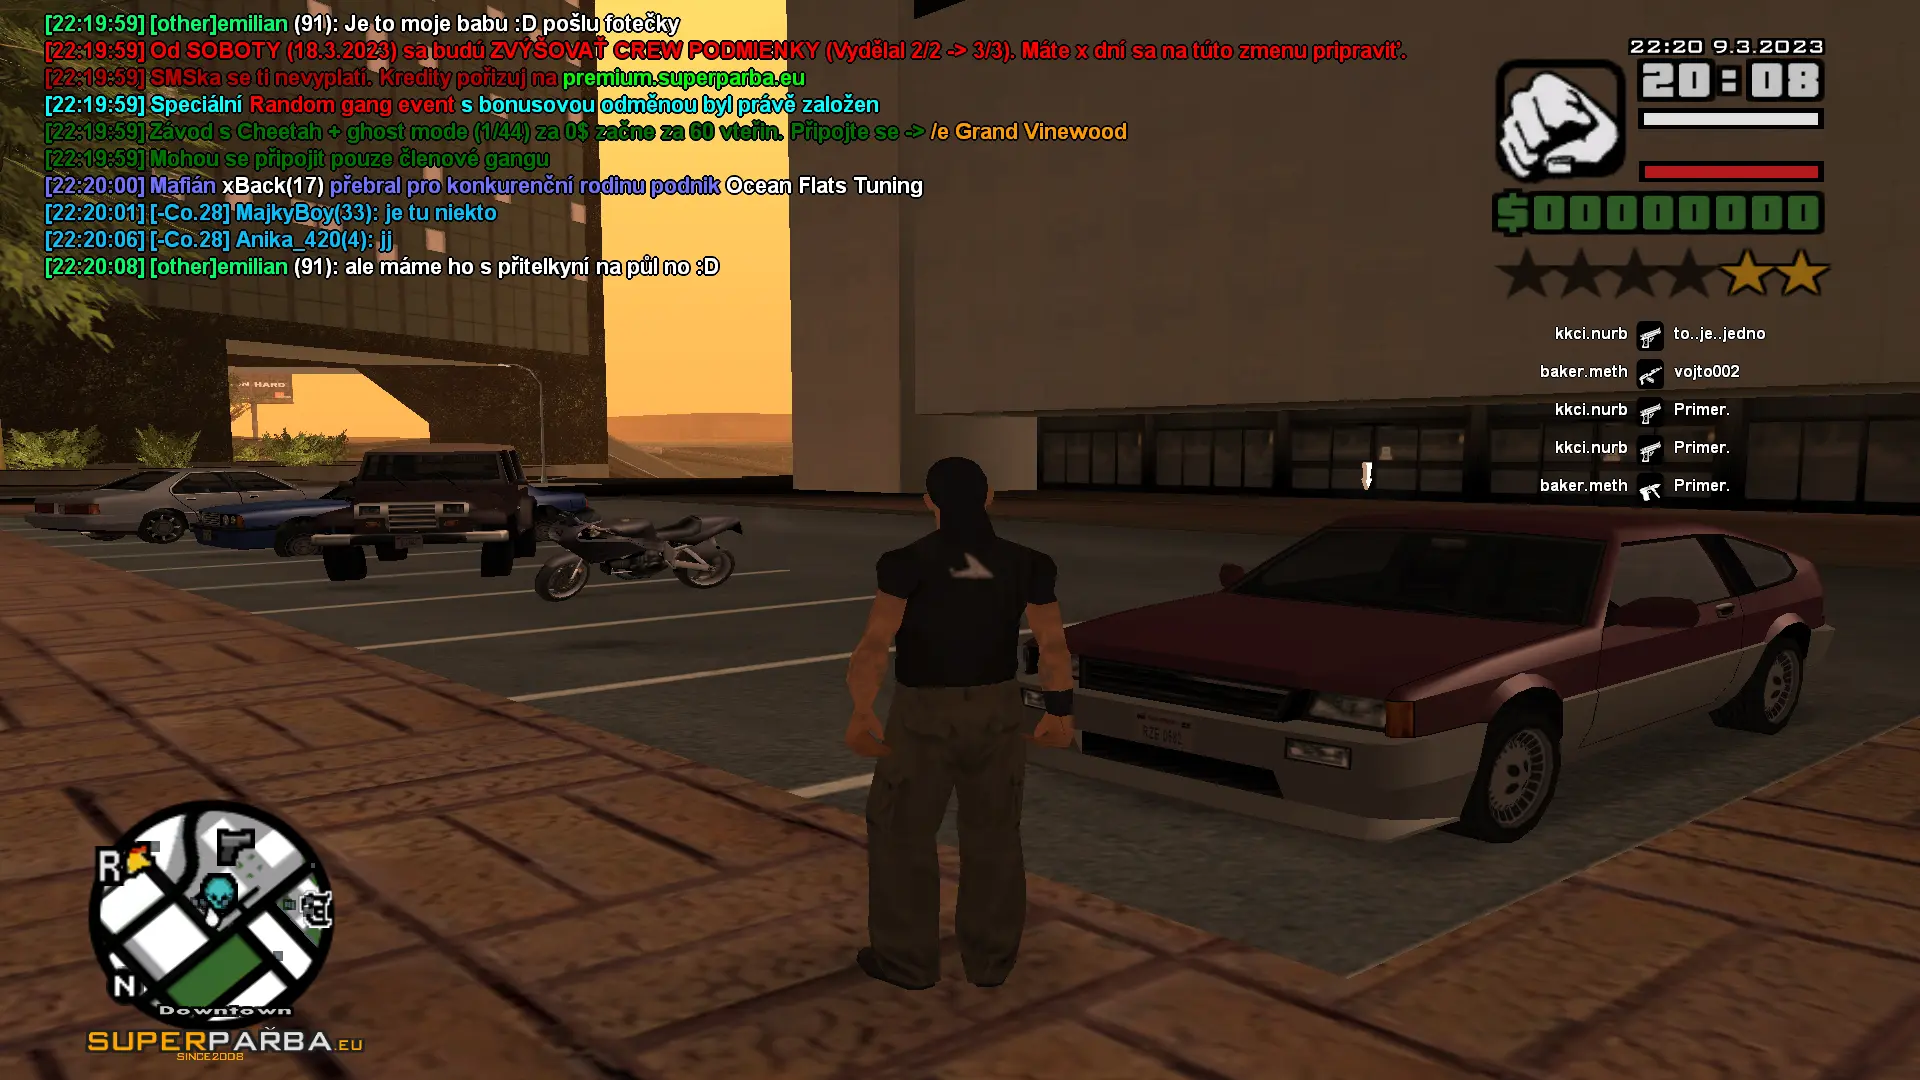 [22:19:59] [other]emilian (91): Je to moje babu :D pošlu fotečky
[22:19:59] Od SOBOTY (18.3.2023) sa budú ZVÝŠOVAŤ CREW PODMIENKY (Vydělal 2/2 -> 3/3). Máte x dní sa na túto zmenu pripraviť.
[22:19:59] SMSka se ti nevyplatí. Kredity pořizuj na premium.superparba.eu
[22:19:59] Speciální Random gang event s bonusovou odměnou byl právě založen
[22:19:59] Závod s Cheetah + ghost mode (1/44) za 0$ začne za 60 vteřin. Připojte se -> /e Grand Vinewood
[22:19:59] Mohou se připojit pouze členové gangu
[22:20:00] Mafián xBack(17) přebral pro konkurenční rodinu podnik Ocean Flats Tuning
[22:20:01] [-Co.28] MajkyBoy(33): je tu niekto
[22:20:06] [-Co.28] Anika_420(4): jj
[22:20:08] [other]emilian (91): ale máme ho s přitelkyní na půl no :D
22:20 9.3.2023
20:08
$00000000
kkci.nurb to..je..jedno
baker.meth vojto002
kkci.nurb Primer.
kkci.nurb Primer.
baker.meth Primer.
R
N
Downtown
SUPERPAŘBA.EU
SINCE2008